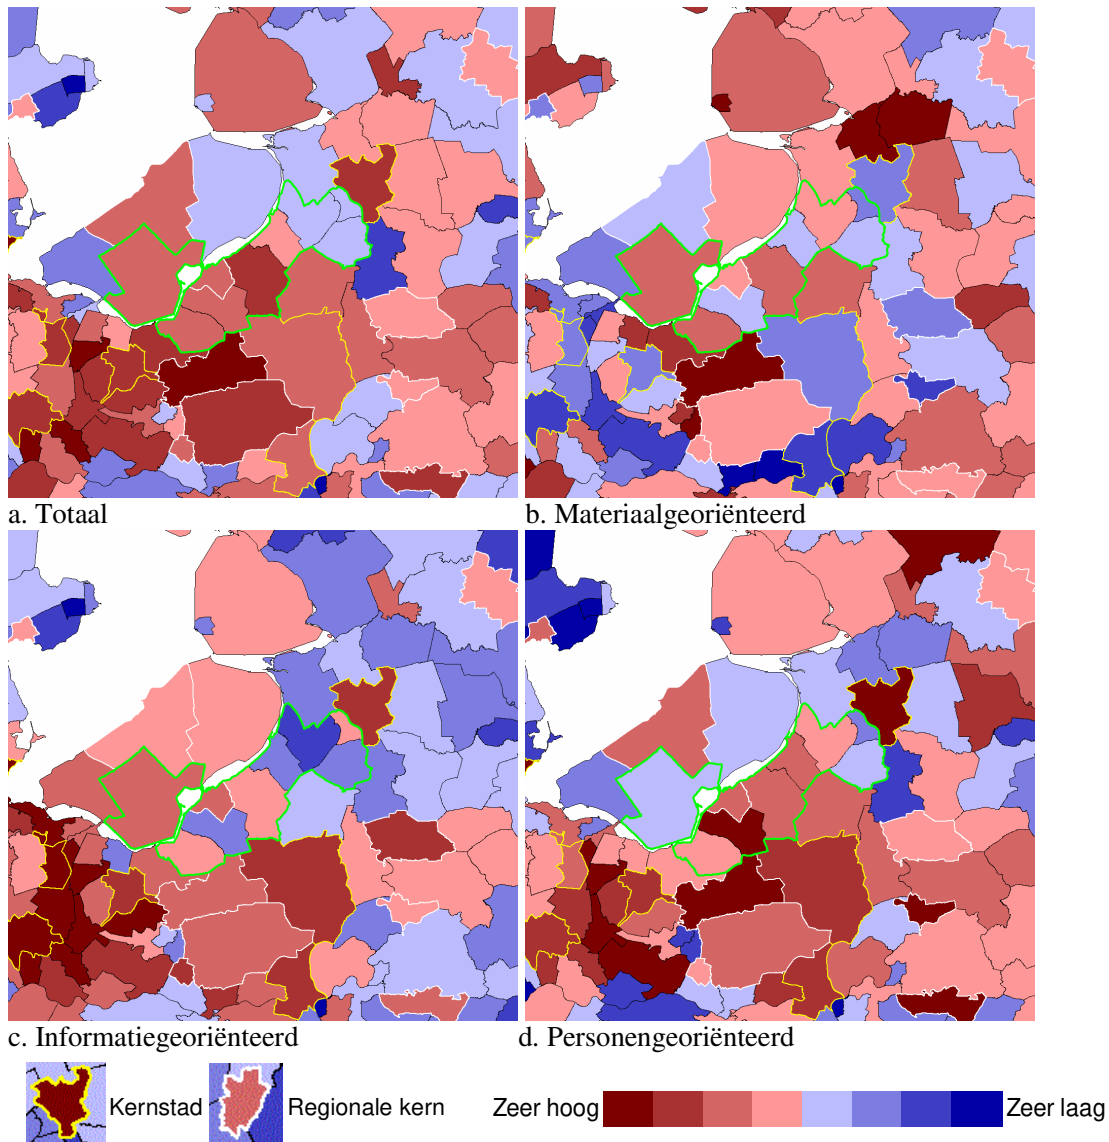 a. Totaal
b. Materiaalgeoriënteerd
c. Informatiegeoriënteerd
d. Personengeoriënteerd
Kernstad
Regionale kern
Zeer hoog
Zeer laag